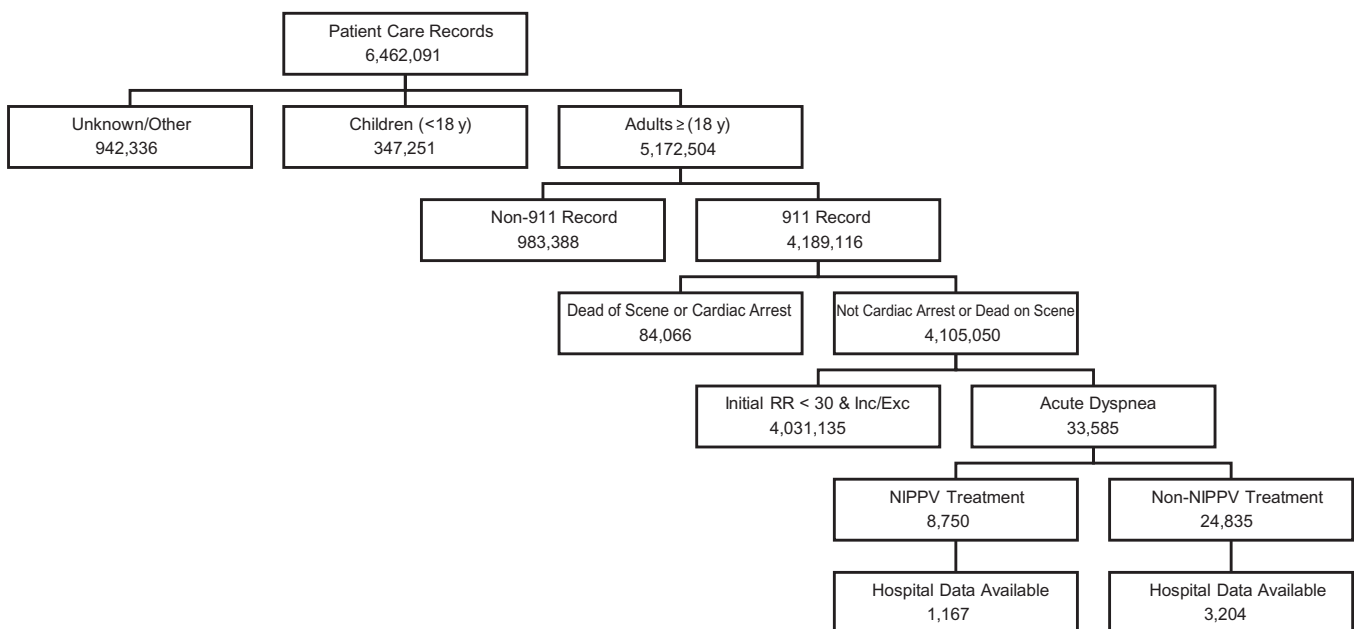 Patient Care Records
6,462,091
Unknown/Other
942,336
Children (<18 y)
347,251
Adults ≥ (18 y)
5,172,504
Non-911 Record
983,388
911 Record
4,189,116
Dead of Scene or Cardiac Arrest
84,066
Not Cardiac Arrest or Dead on Scene
4,105,050
Initial RR < 30 & Inc/Exc
4,031,135
Acute Dyspnea
33,585
NIPPV Treatment
8,750
Non-NIPPV Treatment
24,835
Hospital Data Available
1,167
Hospital Data Available
3,204